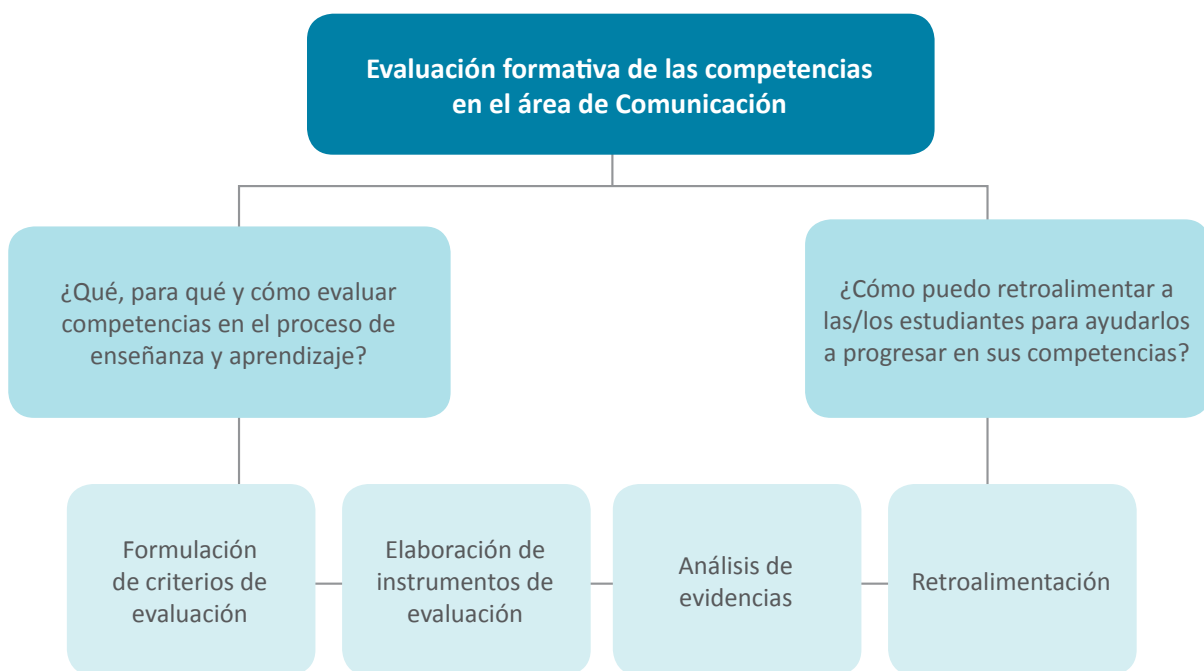 Evaluación formativa de las competencias
en el área de Comunicación
¿Qué, para qué y cómo evaluar
competencias en el proceso de
enseñanza y aprendizaje?
¿Cómo puedo retroalimentar a
las/los estudiantes para ayudarlos
a progresar en sus competencias?
Formulación
de criterios de
evaluación
Elaboración de
instrumentos de
evaluación
Análisis de
evidencias
Retroalimentación